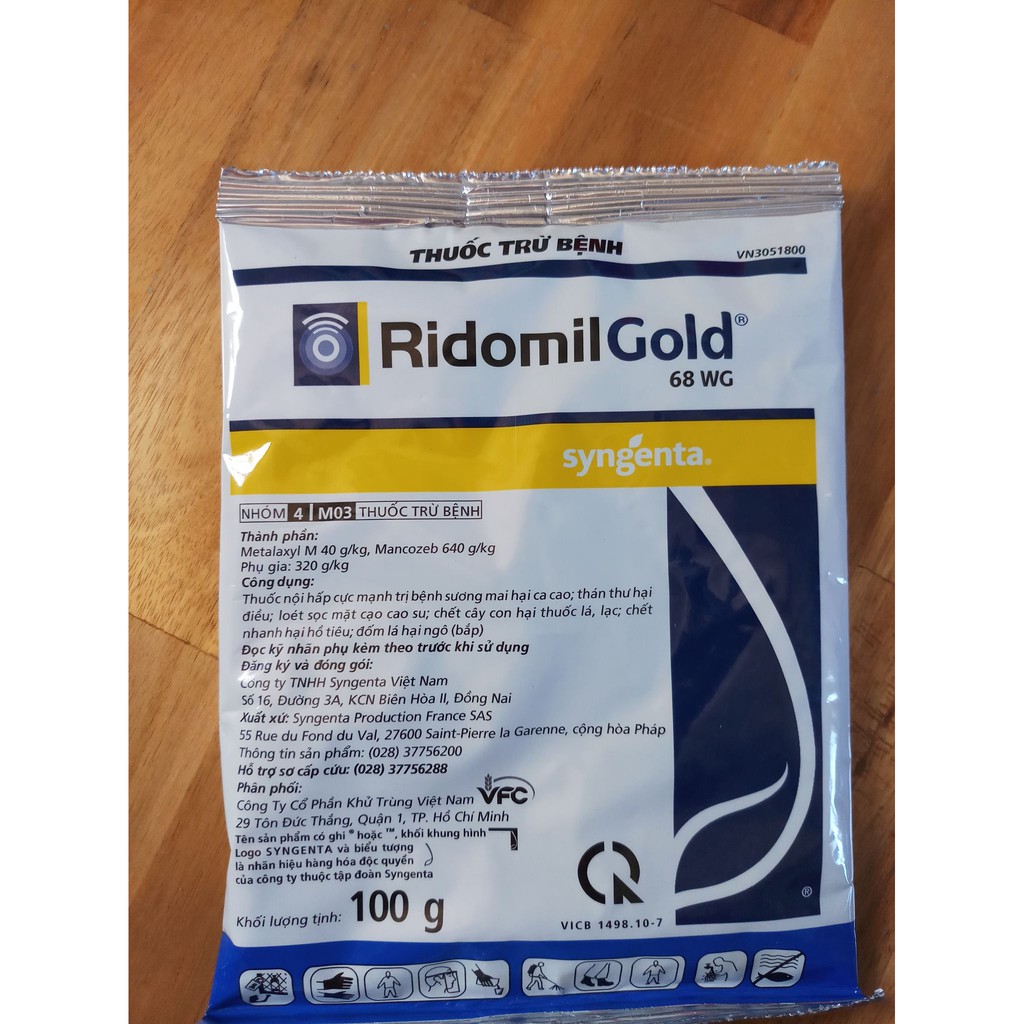 THUỐC TRỪ BỆNH
VN3051800
RidomilGold®
68 WG
syngenta.
NHÓM 4 M03 THUỐC TRỪ BỆNH
Thành phần:
Metalaxyl M 40 g/kg, Mancozeb 640 g/kg
Phụ gia: 320 g/kg
Công dụng:
Thuốc nội hấp cực mạnh trị bệnh sương mai hại ca cao; thán thư hại
điều; loét sọc mặt cạo cao su; chết cây con hại thuốc lá, lạc; chết
nhanh hại hồ tiêu; đốm lá hại ngô (bắp)
Đọc kỹ nhãn phụ kèm theo trước khi sử dụng
Đăng ký và đóng gói:
Công ty TNHH Syngenta Việt Nam
Số 16, Đường 3A, KCN Biên Hòa II, Đồng Nai
Xuất xứ: Syngenta Production France SAS
55 Rue du Fond du Val, 27600 Saint-Pierre la Garenne, cộng hòa Pháp
Thông tin sản phẩm: (028) 37756200
Hỗ trợ sơ cấp cứu: (028) 37756288
Phân phối:
Công Ty Cổ Phần Khử Trùng Việt Nam VFC
29 Tôn Đức Thắng, Quận 1, TP. Hồ Chí Minh
Tên sản phẩm có ghi ® hoặc ™, khối khung hình
Logo SYNGENTA và biểu tượng
là nhãn hiệu hàng hóa độc quyền
của công ty thuộc tập đoàn Syngenta
Khối lượng tịnh: 100 g
VICB 1498.10-7
®